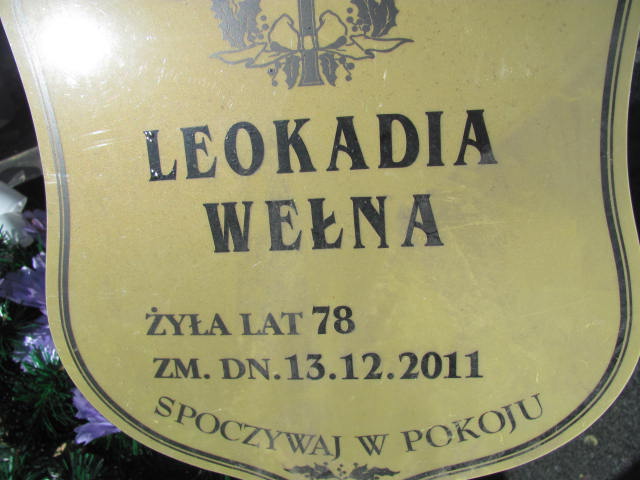 LEOKADIA
WEŁNA
ŻYŁA LAT 78
ZM. DN. 13.12.2011
SPOCZYWAJ W POKOJU